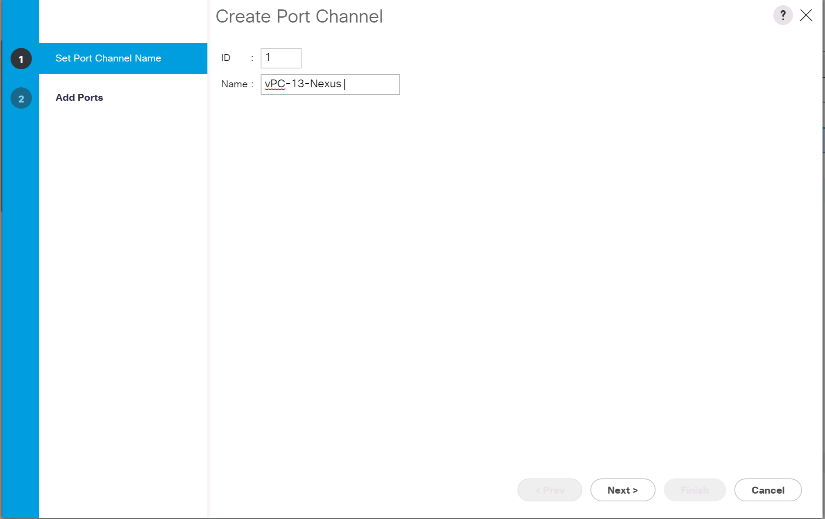 Create Port Channel
?
1
Set Port Channel Name
2
Add Ports
ID : 1
Name : vPC-13-Nexus
< Prev
Next >
Finish
Cancel